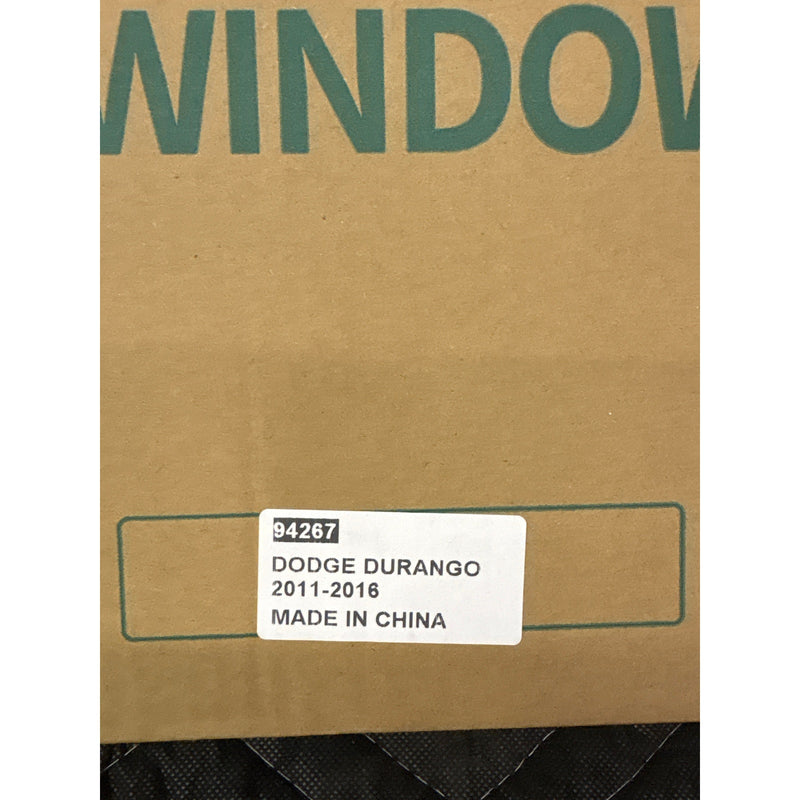 WINDOW
94267
DODGE DURANGO
2011-2016
MADE IN CHINA